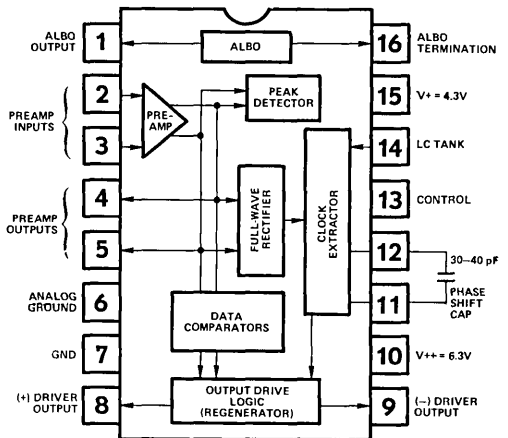 ALBO
OUTPUT
1
ALBO
16
ALBO
TERMINATION
PREAMP
INPUTS
2
3
PRE-
AMP
PEAK
DETECTOR
15
V+ = 4.3V
14
LC TANK
PREAMP
OUTPUTS
4
5
FULL-WAVE
RECTIFIER
CLOCK
EXTRACTOR
13
CONTROL
12
30–40 pF
11
PHASE
SHIFT
CAP
ANALOG
GROUND
6
DATA
COMPARATORS
GND
7
10
V++ = 6.3V
(+) DRIVER
OUTPUT
8
OUTPUT DRIVE
LOGIC
(REGENERATOR)
9
(–) DRIVER
OUTPUT